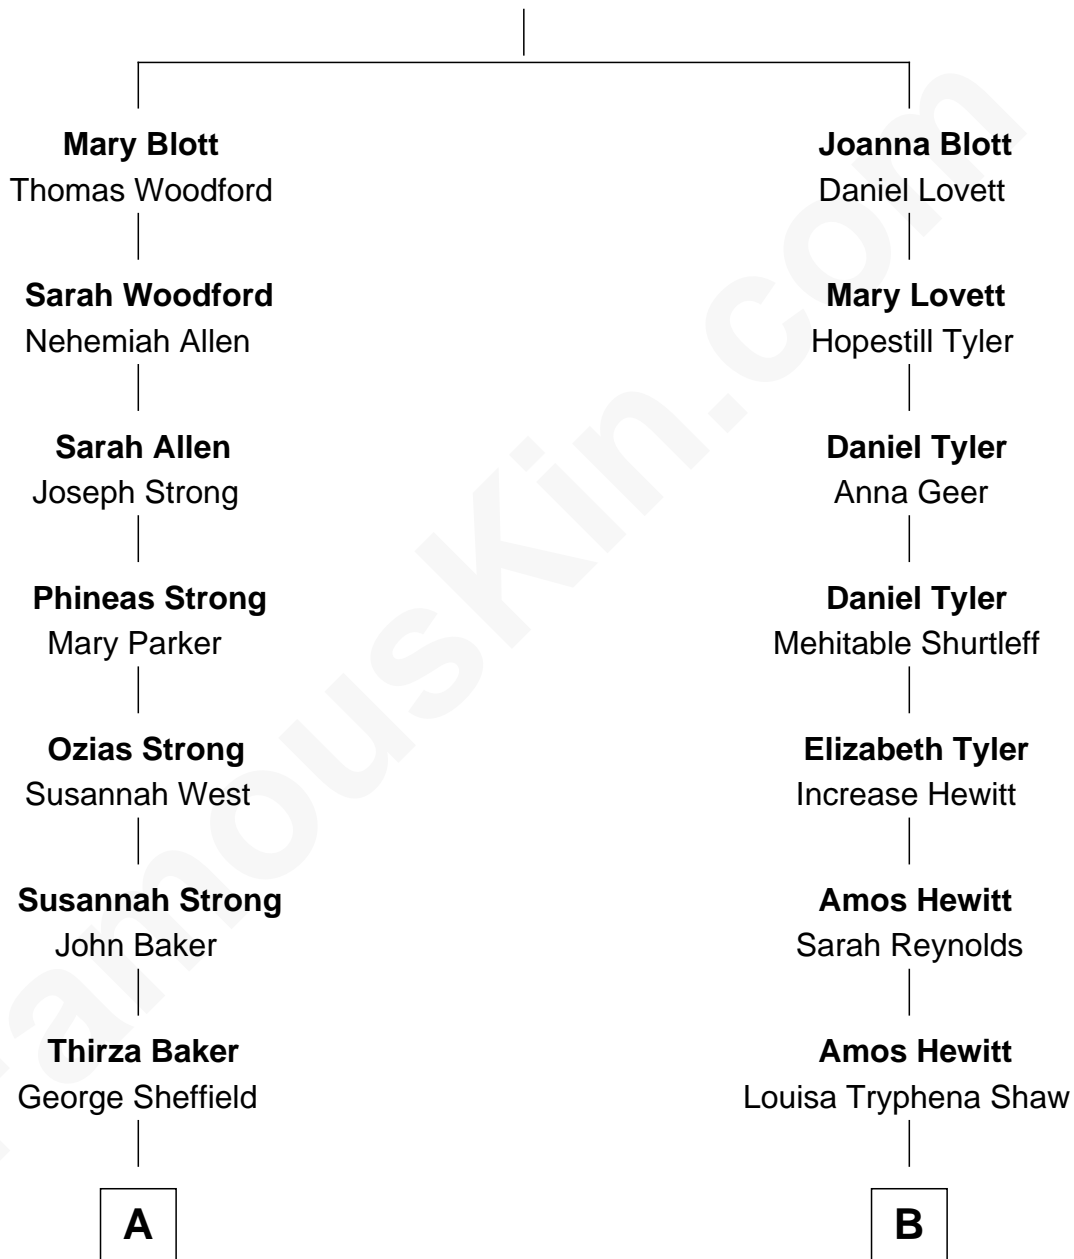 Mary Blott
Thomas Woodford
Joanna Blott
Daniel Lovett
Sarah Woodford
Nehemiah Allen
Mary Lovett
Hopestill Tyler
Sarah Allen
Joseph Strong
Daniel Tyler
Anna Geer
Phineas Strong
Mary Parker
Daniel Tyler
Mehitable Shurtleff
Ozias Strong
Susannah West
Elizabeth Tyler
Increase Hewitt
Susannah Strong
John Baker
Amos Hewitt
Sarah Reynolds
Thirza Baker
George Sheffield
Amos Hewitt
Louisa Tryphena Shaw
A
B
FamousKin.com